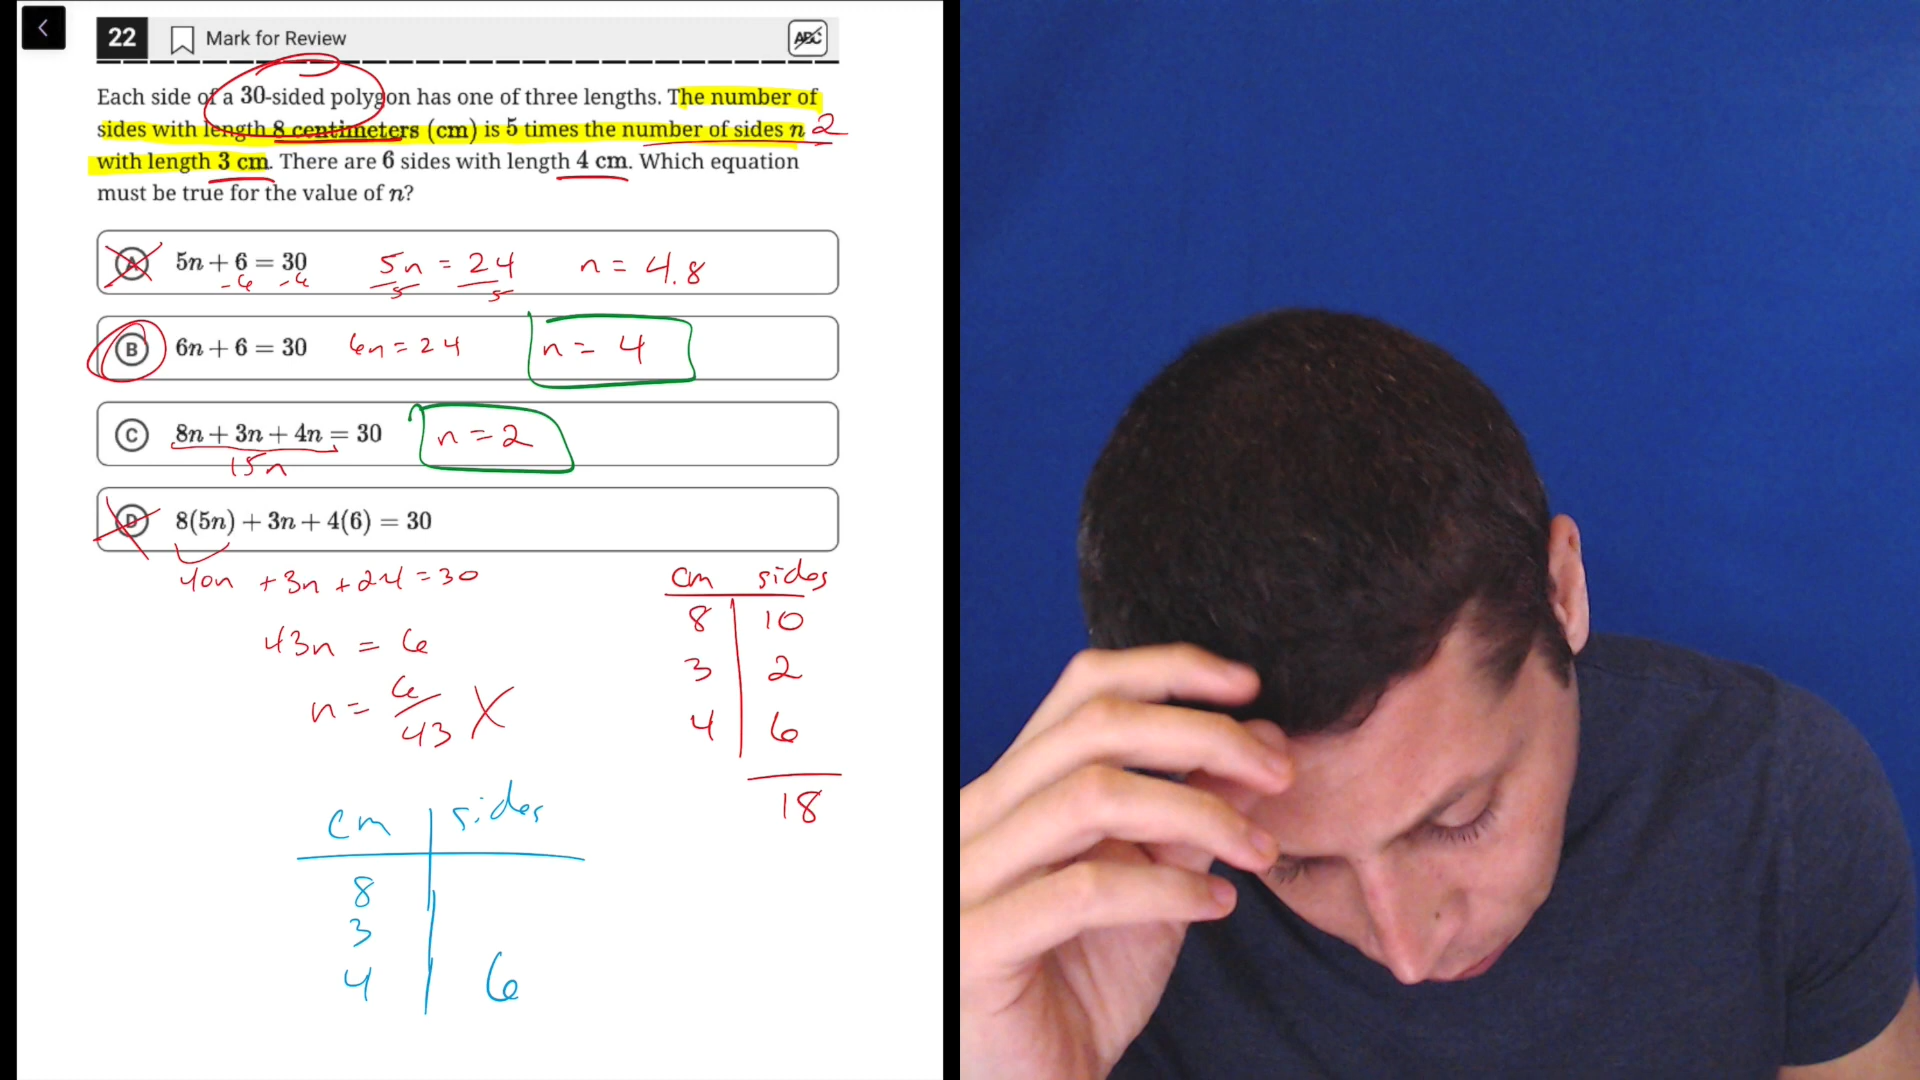 22 Mark for Review ABC
Each side of a 30-sided polygon has one of three lengths. The number of
sides with length 8 centimeters (cm) is 5 times the number of sides n 2
with length 3 cm. There are 6 sides with length 4 cm. Which equation
must be true for the value of n?
A 5n + 6 = 30 5n = 24 n = 4.8
-6 -6 5 5
B 6n + 6 = 30 6n = 24 n = 4
C 8n + 3n + 4n = 30 n = 2
15n
D 8(5n) + 3n + 4(6) = 30
40n + 3n + 24 = 30
43n = 6
n = 6/43 X
cm sides
8 10
3 2
4 6
18
cm sides
8
3
4 6